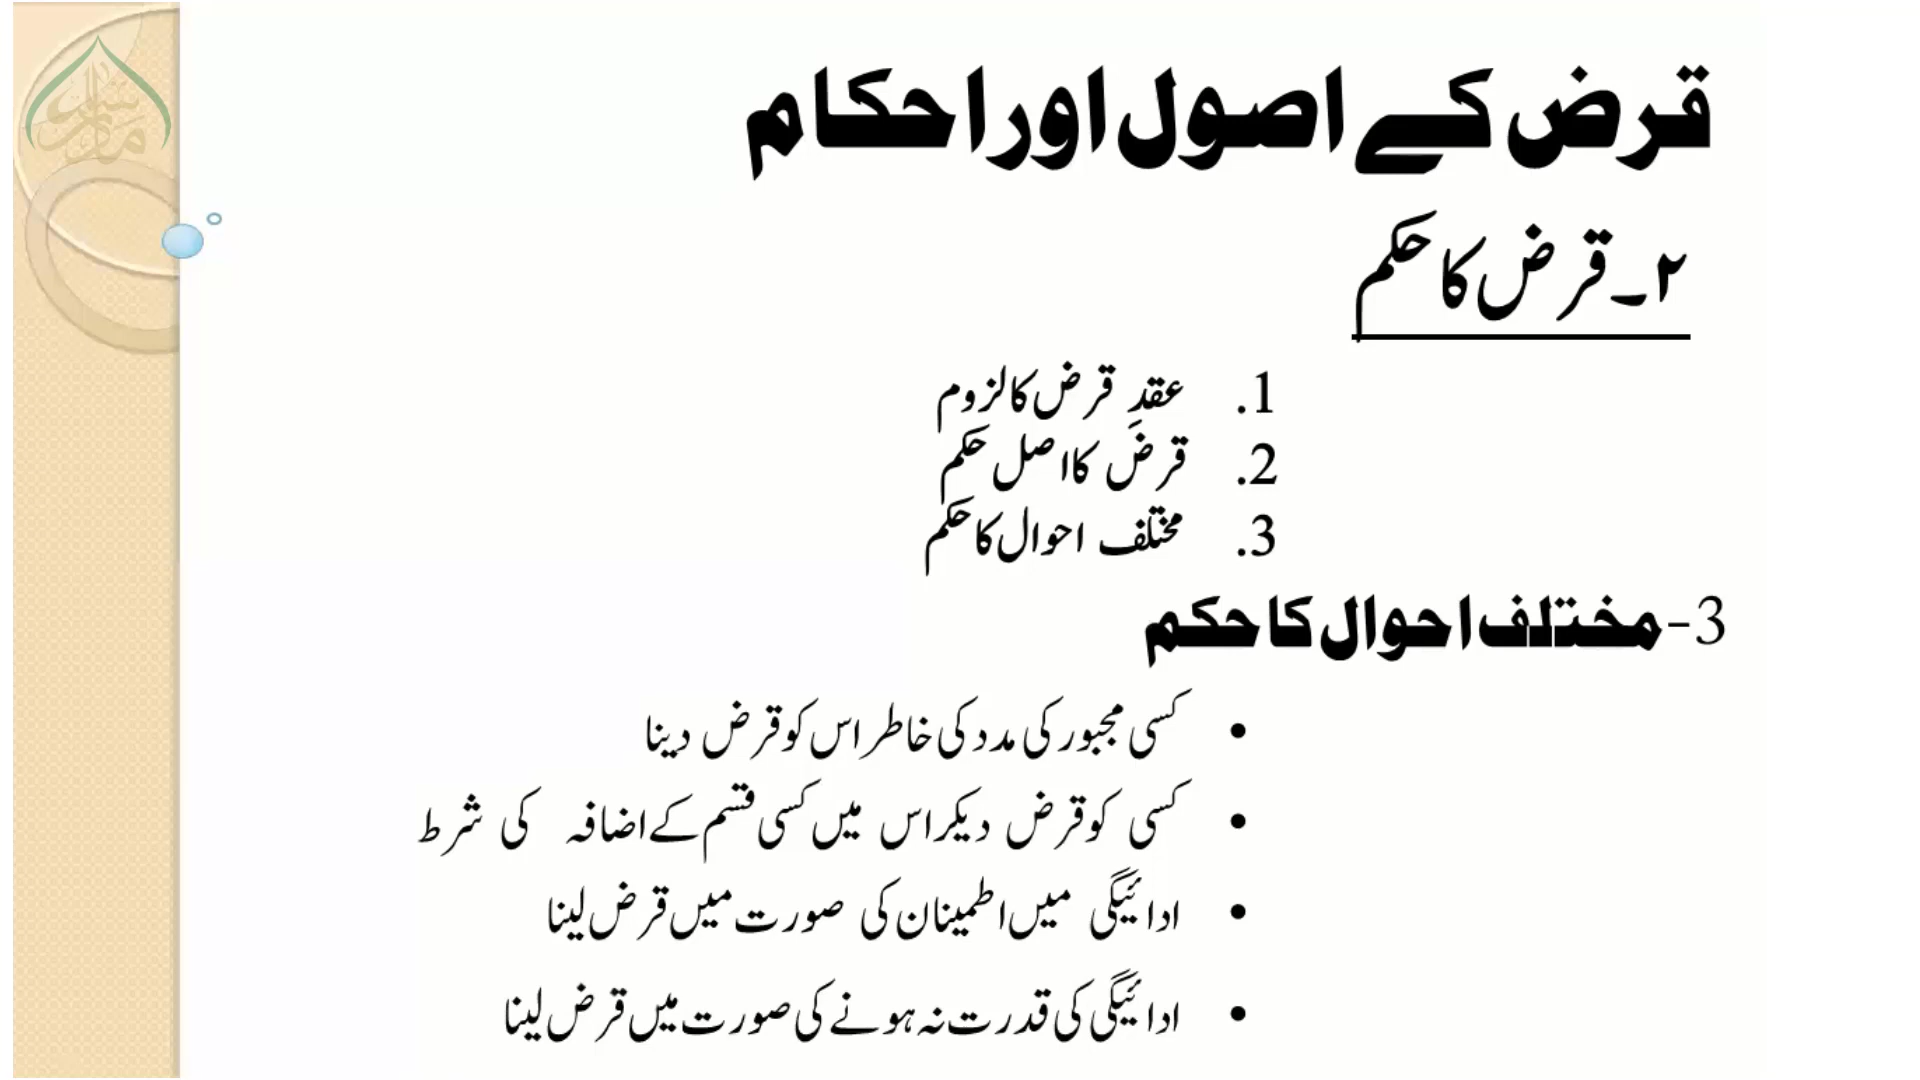 قرض کے اصول اور احکام
۲۔ قرض کا حکم
1. عقدِ قرض کا لزوم
2. قرض کا اصل حکم
3. مختلف احوال کا حکم
3- مختلف احوال کا حکم
• کسی مجبور کی مدد کی خاطر اس کو قرض دینا
• کسی کو قرض دیکر اس میں کسی قسم کے اضافہ کی شرط
• ادائیگی میں اطمینان کی صورت میں قرض لینا
• ادائیگی کی قدرت نہ ہونے کی صورت میں قرض لینا